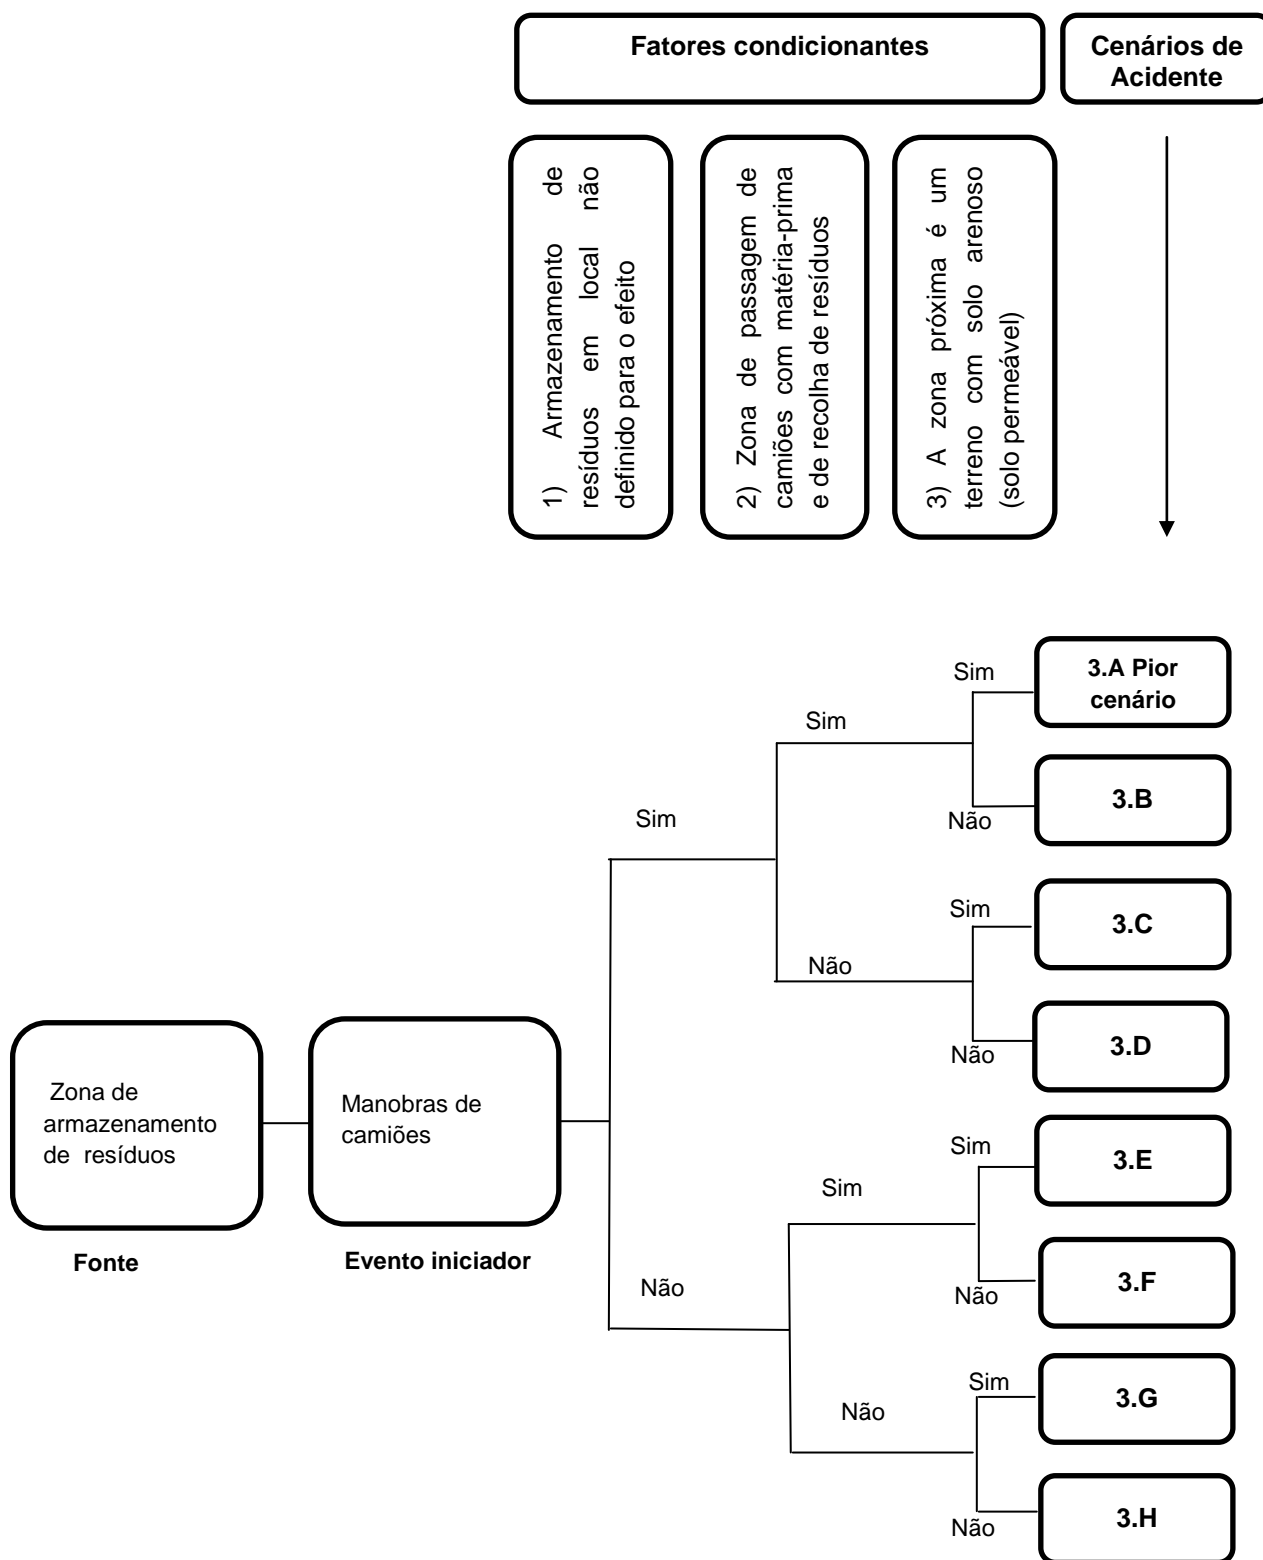 Fatores condicionantes
Cenários de
Acidente
1) Armazenamento de
resíduos em local não
definido para o efeito
2) Zona de passagem de
camiões com matéria-prima
e de recolha de resíduos
3) A zona próxima é um
terreno com solo arenoso
(solo permeável)
Sim
3.A Pior
cenário
Sim
3.B
Não
Sim
Sim
3.C
Não
3.D
Não
Zona de
armazenamento
de resíduos
Manobras de
camiões
Fonte
Evento iniciador
Sim
3.E
Sim
Não
3.F
Não
Sim
3.G
Não
3.H
Não